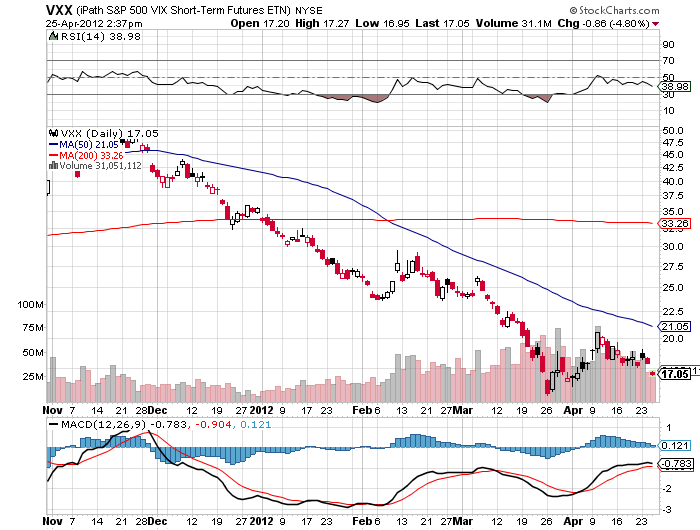 VXX (iPath S&P 500 VIX Short-Term Futures ETN) NYSE
© StockCharts.com
25-Apr-2012 2:37pm
Open 17.20 High 17.27 Low 16.95 Last 17.05 Volume 31.1M Chg -0.86 (-4.80%)
RSI(14) 38.98
90
70
50
38.98
30
10
VXX (Daily) 17.05
MA(50) 21.05
MA(200) 33.26
Volume 31,051,112
50.0
47.5
45.0
42.5
40.0
37.5
35.0
33.26
32.5
30.0
27.5
25.0
22.5
21.05
20.0
17.05
100M
75M
50M
25M
Nov 7 14 21 28 Dec 12 19 27 2012 9 17 23 Feb 6 13 21 Mar 12 19 26 Apr 9 16 23
MACD(12,26,9) -0.783, -0.904, 0.121
1
0.121
-0.783
-2
-3
Nov 7 14 21 28 Dec 12 19 27 2012 9 17 23 Feb 6 13 21 Mar 12 19 26 Apr 9 16 23